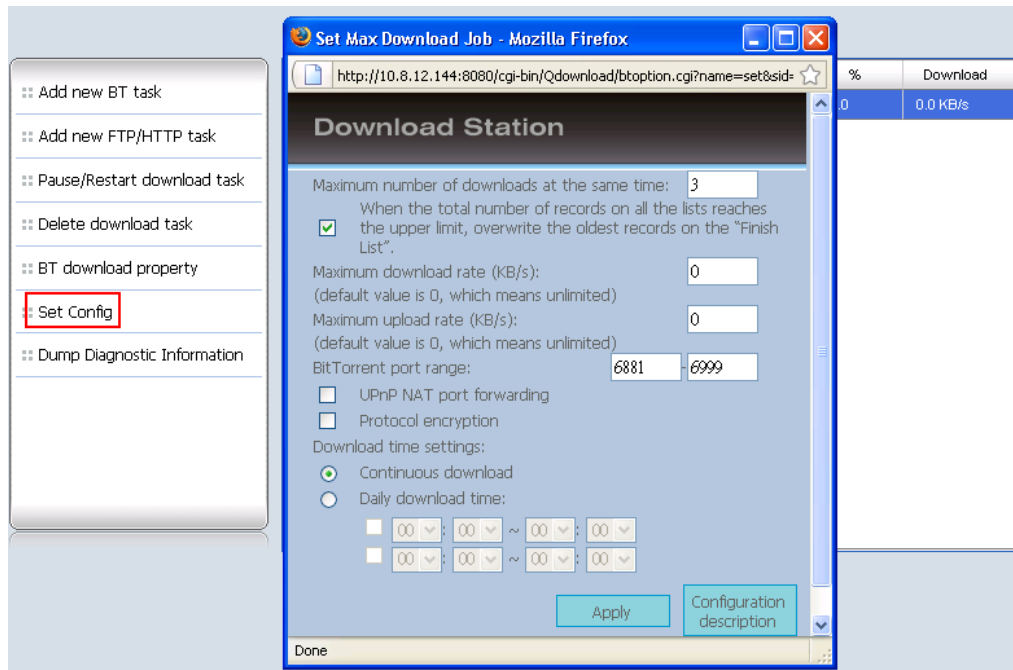 Set Max Download Job - Mozilla Firefox
http://10.8.12.144:8080/cgi-bin/Qdownload/btoption.cgi?name=set&sid=
% Download
.0 0.0 KB/s
Add new BT task
Add new FTP/HTTP task
Pause/Restart download task
Delete download task
BT download property
Set Config
Dump Diagnostic Information
Download Station
Maximum number of downloads at the same time: 3
When the total number of records on all the lists reaches
the upper limit, overwrite the oldest records on the "Finish
List".
Maximum download rate (KB/s): 0
(default value is 0, which means unlimited)
Maximum upload rate (KB/s): 0
(default value is 0, which means unlimited)
BitTorrent port range: 6881 - 6999
UPnP NAT port forwarding
Protocol encryption
Download time settings:
Continuous download
Daily download time:
00 : 00 ~ 00 : 00
00 : 00 ~ 00 : 00
Apply
Configuration
description
Done